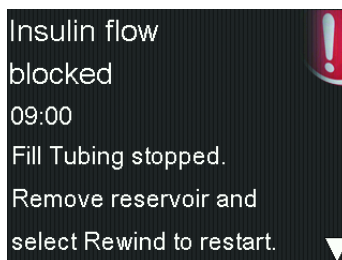 Insulin flow
blocked
09:00
Fill Tubing stopped.
Remove reservoir and
select Rewind to restart.